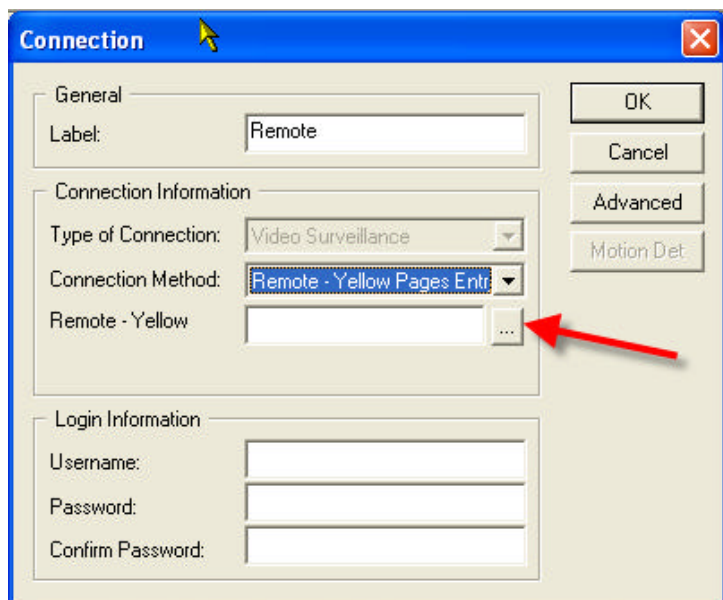 Connection
General
Label: Remote
OK
Cancel
Advanced
Motion Det
Connection Information
Type of Connection: Video Surveillance
Connection Method: Remote - Yellow Pages Entr
Remote - Yellow ...
Login Information
Username:
Password:
Confirm Password: